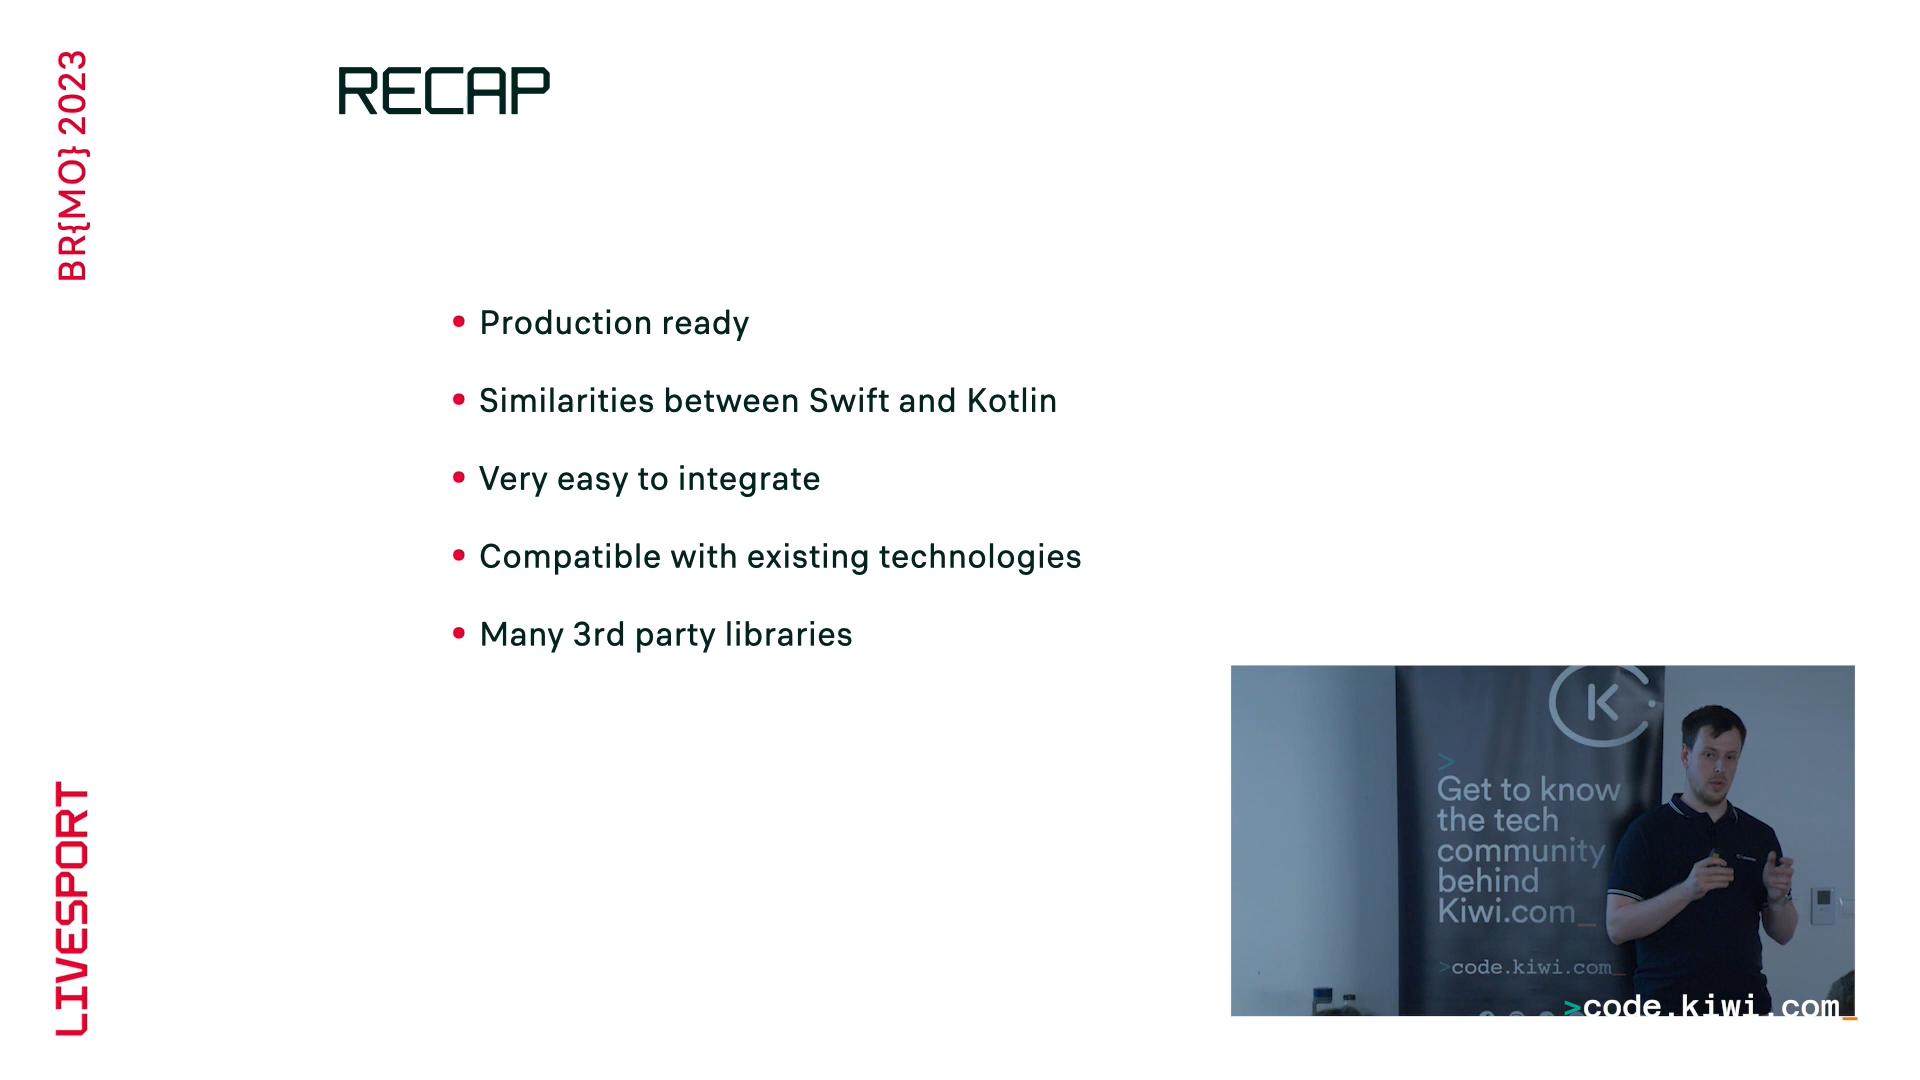 BR{MO} 2023
RECAP
Production ready
Similarities between Swift and Kotlin
Very easy to integrate
Compatible with existing technologies
Many 3rd party libraries
LIVESPORT
K
>
Get to know
the tech
community
behind
Kiwi.com_
>code.kiwi.com_
>code.kiwi.com_